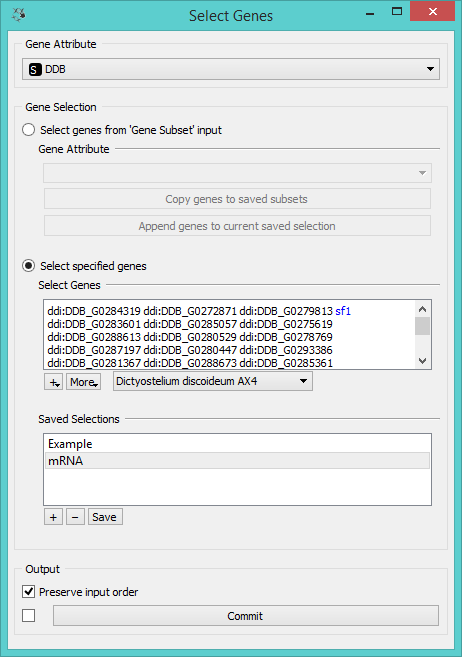 Select Genes
Gene Attribute
S DDB
Gene Selection
Select genes from 'Gene Subset' input
Gene Attribute
Copy genes to saved subsets
Append genes to current saved selection
Select specified genes
Select Genes
ddi:DDB_G0284319 ddi:DDB_G0272871 ddi:DDB_G0279813 sf1
ddi:DDB_G0283601 ddi:DDB_G0285057 ddi:DDB_G0275619
ddi:DDB_G0288613 ddi:DDB_G0280529 ddi:DDB_G0278769
ddi:DDB_G0287197 ddi:DDB_G0280447 ddi:DDB_G0293386
ddi:DDB_G0281367 ddi:DDB_G0288673 ddi:DDB_G0285361
+ More Dictyostelium discoideum AX4
Saved Selections
Example
mRNA
+ − Save
Output
Preserve input order
Commit